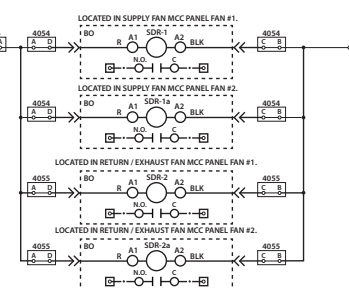 LOCATED IN SUPPLY FAN MCC PANEL FAN #1.
4054 BO SDR-1 4054
A D R A1 A2 BLK C B
N.O. C
LOCATED IN SUPPLY FAN MCC PANEL FAN #2.
4054 BO SDR-1a 4054
A D R A1 A2 BLK C B
N.O. C
LOCATED IN RETURN / EXHAUST FAN MCC PANEL FAN #1.
4055 BO SDR-2 4055
A D R A1 A2 BLK C B
N.O. C
LOCATED IN RETURN / EXHAUST FAN MCC PANEL FAN #2.
4055 BO SDR-2a 4055
A D R A1 A2 BLK C B
N.O. C